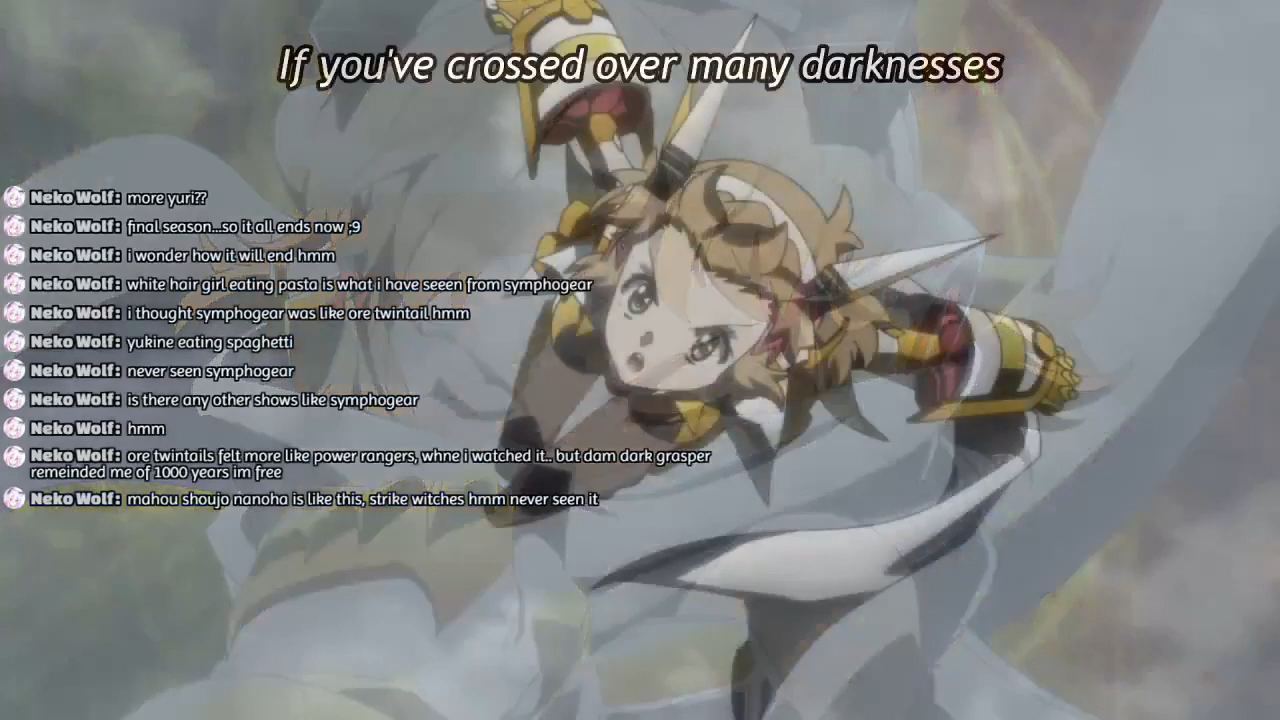 If you've crossed over many darknesses
Neko Wolf: more yuri??
Neko Wolf: final season...so it all ends now ;9
Neko Wolf: i wonder how it will end hmm
Neko Wolf: white hair girl eating pasta is what i have seeen from symphogear
Neko Wolf: i thought symphogear was like ore twintail hmm
Neko Wolf: yukine eating spaghetti
Neko Wolf: never seen symphogear
Neko Wolf: is there any other shows like symphogear
Neko Wolf: hmm
Neko Wolf: ore twintails felt more like power rangers, whne i watched it.. but dam dark grasper
remeinded me of 1000 years im free
Neko Wolf: mahou shoujo nanoha is like this, strike witches hmm never seen it